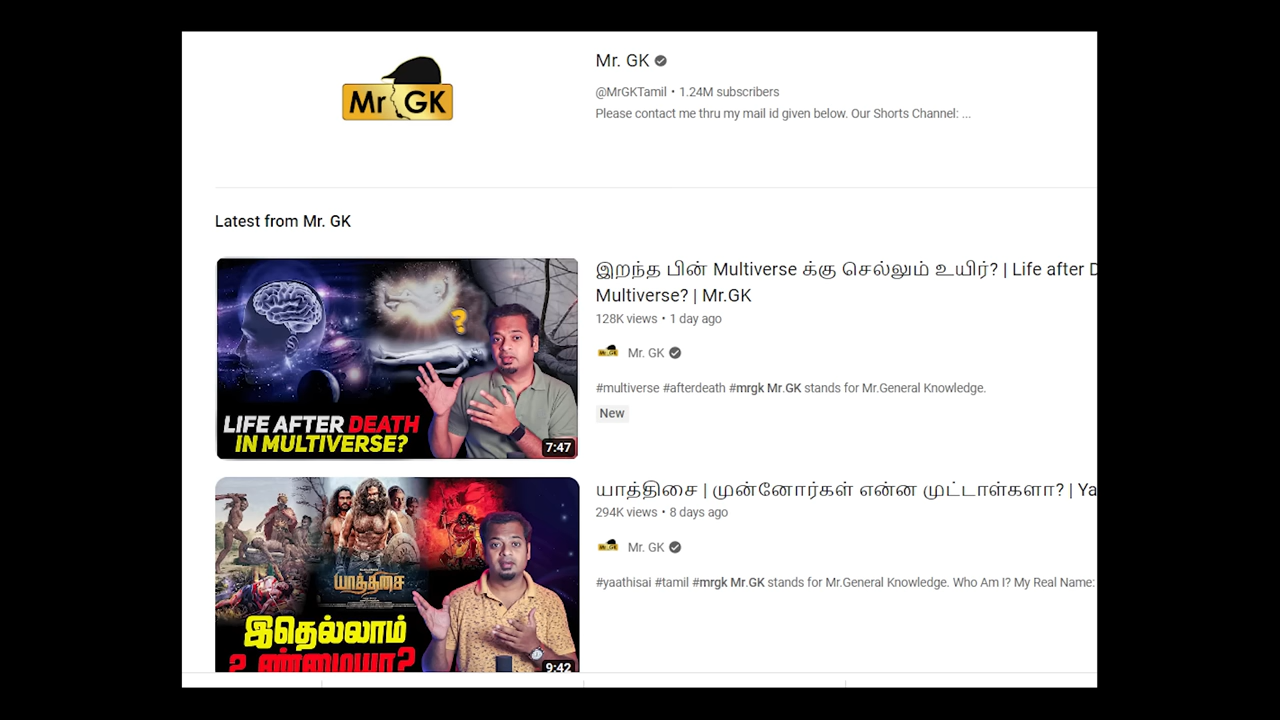 Mr GK
Mr. GK
@MrGKTamil • 1.24M subscribers
Please contact me thru my mail id given below. Our Shorts Channel: ...
Latest from Mr. GK
LIFE AFTER DEATH
IN MULTIVERSE?
7:47
இறந்த பின் Multiverse க்கு செல்லும் உயிர்? | Life after D
Multiverse? | Mr.GK
128K views • 1 day ago
Mr. GK
#multiverse #afterdeath #mrgk Mr.GK stands for Mr.General Knowledge.
New
யாத்திசை
இதெல்லாம்
உண்மையா?
9:42
யாத்திசை | முன்னோர்கள் என்ன முட்டாள்களா? | Ya
294K views • 8 days ago
Mr. GK
#yaathisai #tamil #mrgk Mr.GK stands for Mr.General Knowledge. Who Am I? My Real Name: